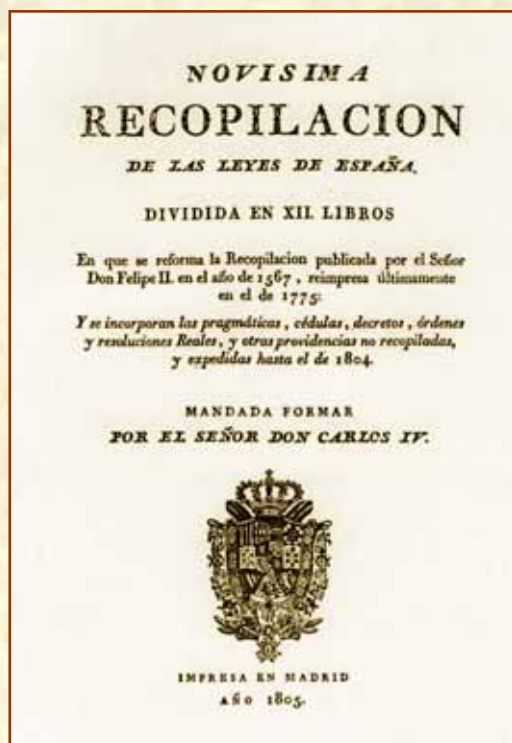 NOVISIMA
RECOPILACION
DE LAS LEYES DE ESPAÑA.
DIVIDIDA EN XII. LIBROS
En que se reforma la Recopilacion publicada por el Señor
Don Felipe II. en el año de 1567, reimpresa últimamente
en el de 1775:
Y se incorporan las pragmáticas, cédulas, decretos, órdenes
y resoluciones Reales, y otras providencias no recopiladas,
y expedidas hasta el de 1804.
MANDADA FORMAR
POR EL SEÑOR DON CARLOS IV.
IMPRESA EN MADRID
AÑO 1805.